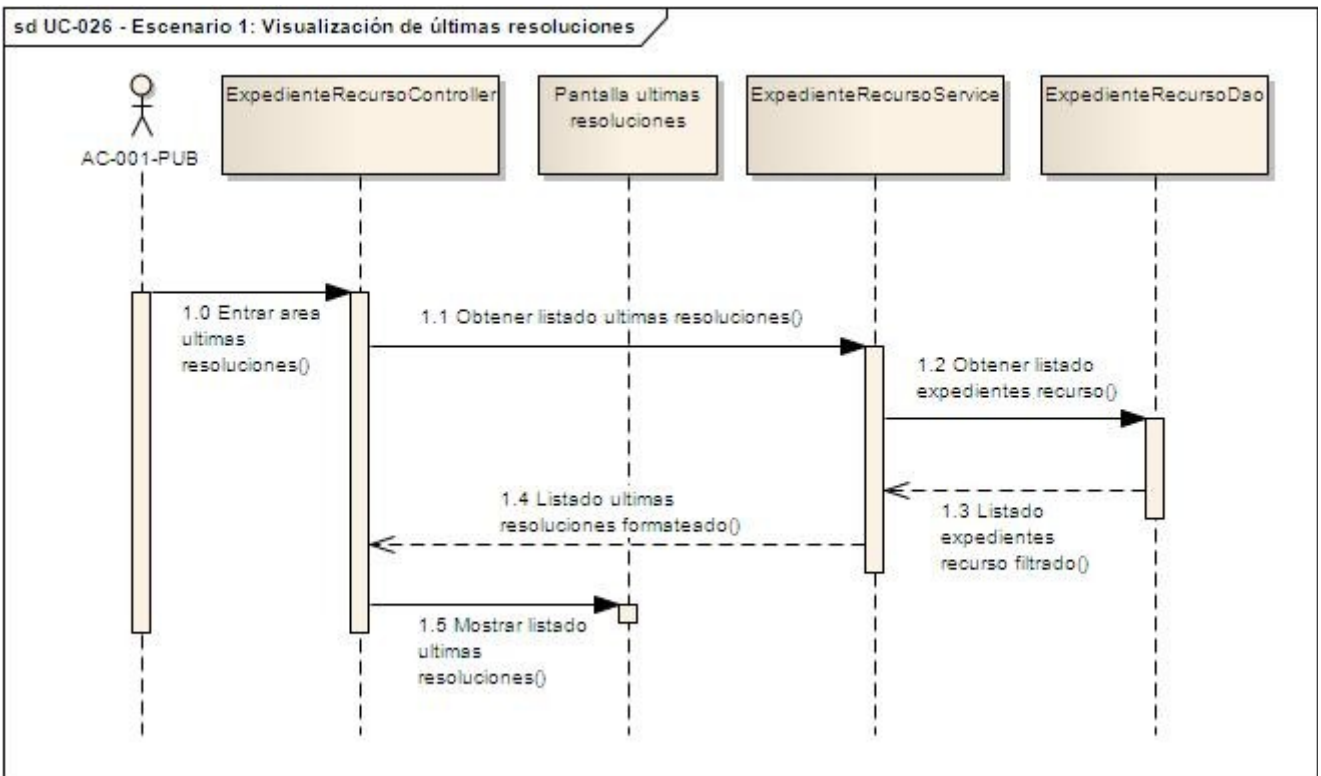 sd UC-026 - Escenario 1: Visualización de últimas resoluciones
AC-001-PUB
ExpedienteRecursoController
Pantalla ultimas
resoluciones
ExpedienteRecursoService
ExpedienteRecursoDao
1.0 Entrar area
ultimas
resoluciones()
1.1 Obtener listado ultimas resoluciones()
1.2 Obtener listado
expedientes recurso()
1.3 Listado
expedientes
recurso filtrado()
1.4 Listado ultimas
resoluciones formateado()
1.5 Mostrar listado
ultimas
resoluciones()